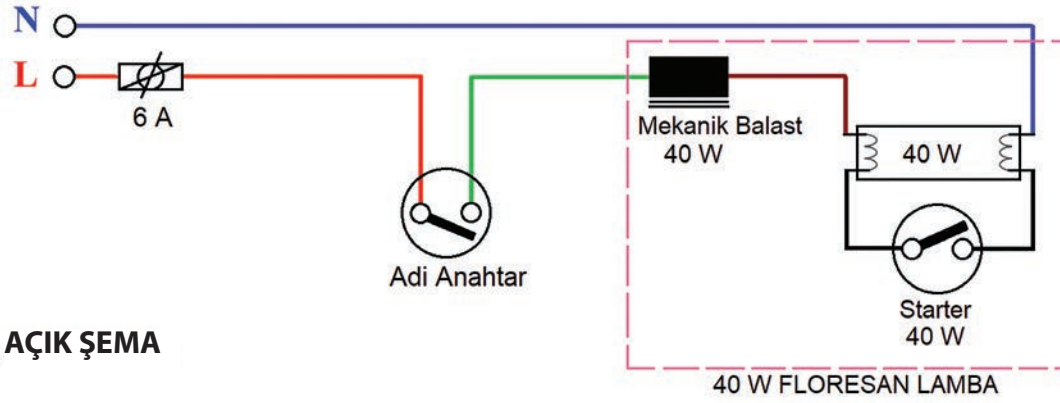 N
L
6 A
Mekanik Balast
40 W
40 W
Adi Anahtar
Starter
40 W
AÇIK ŞEMA
40 W FLORESAN LAMBA